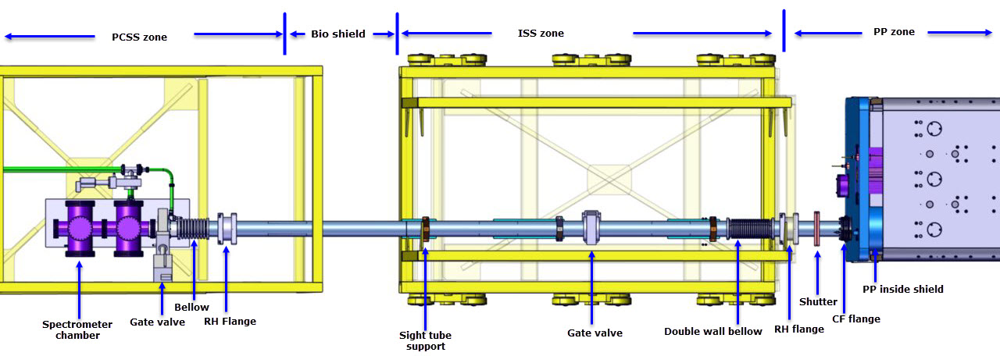 PCSS zone
Bio shield
ISS zone
PP zone
Spectrometer
chamber
Gate valve
Bellow
RH Flange
Sight tube
support
Gate valve
Double wall bellow
RH flange
Shutter
CF flange
PP inside shield